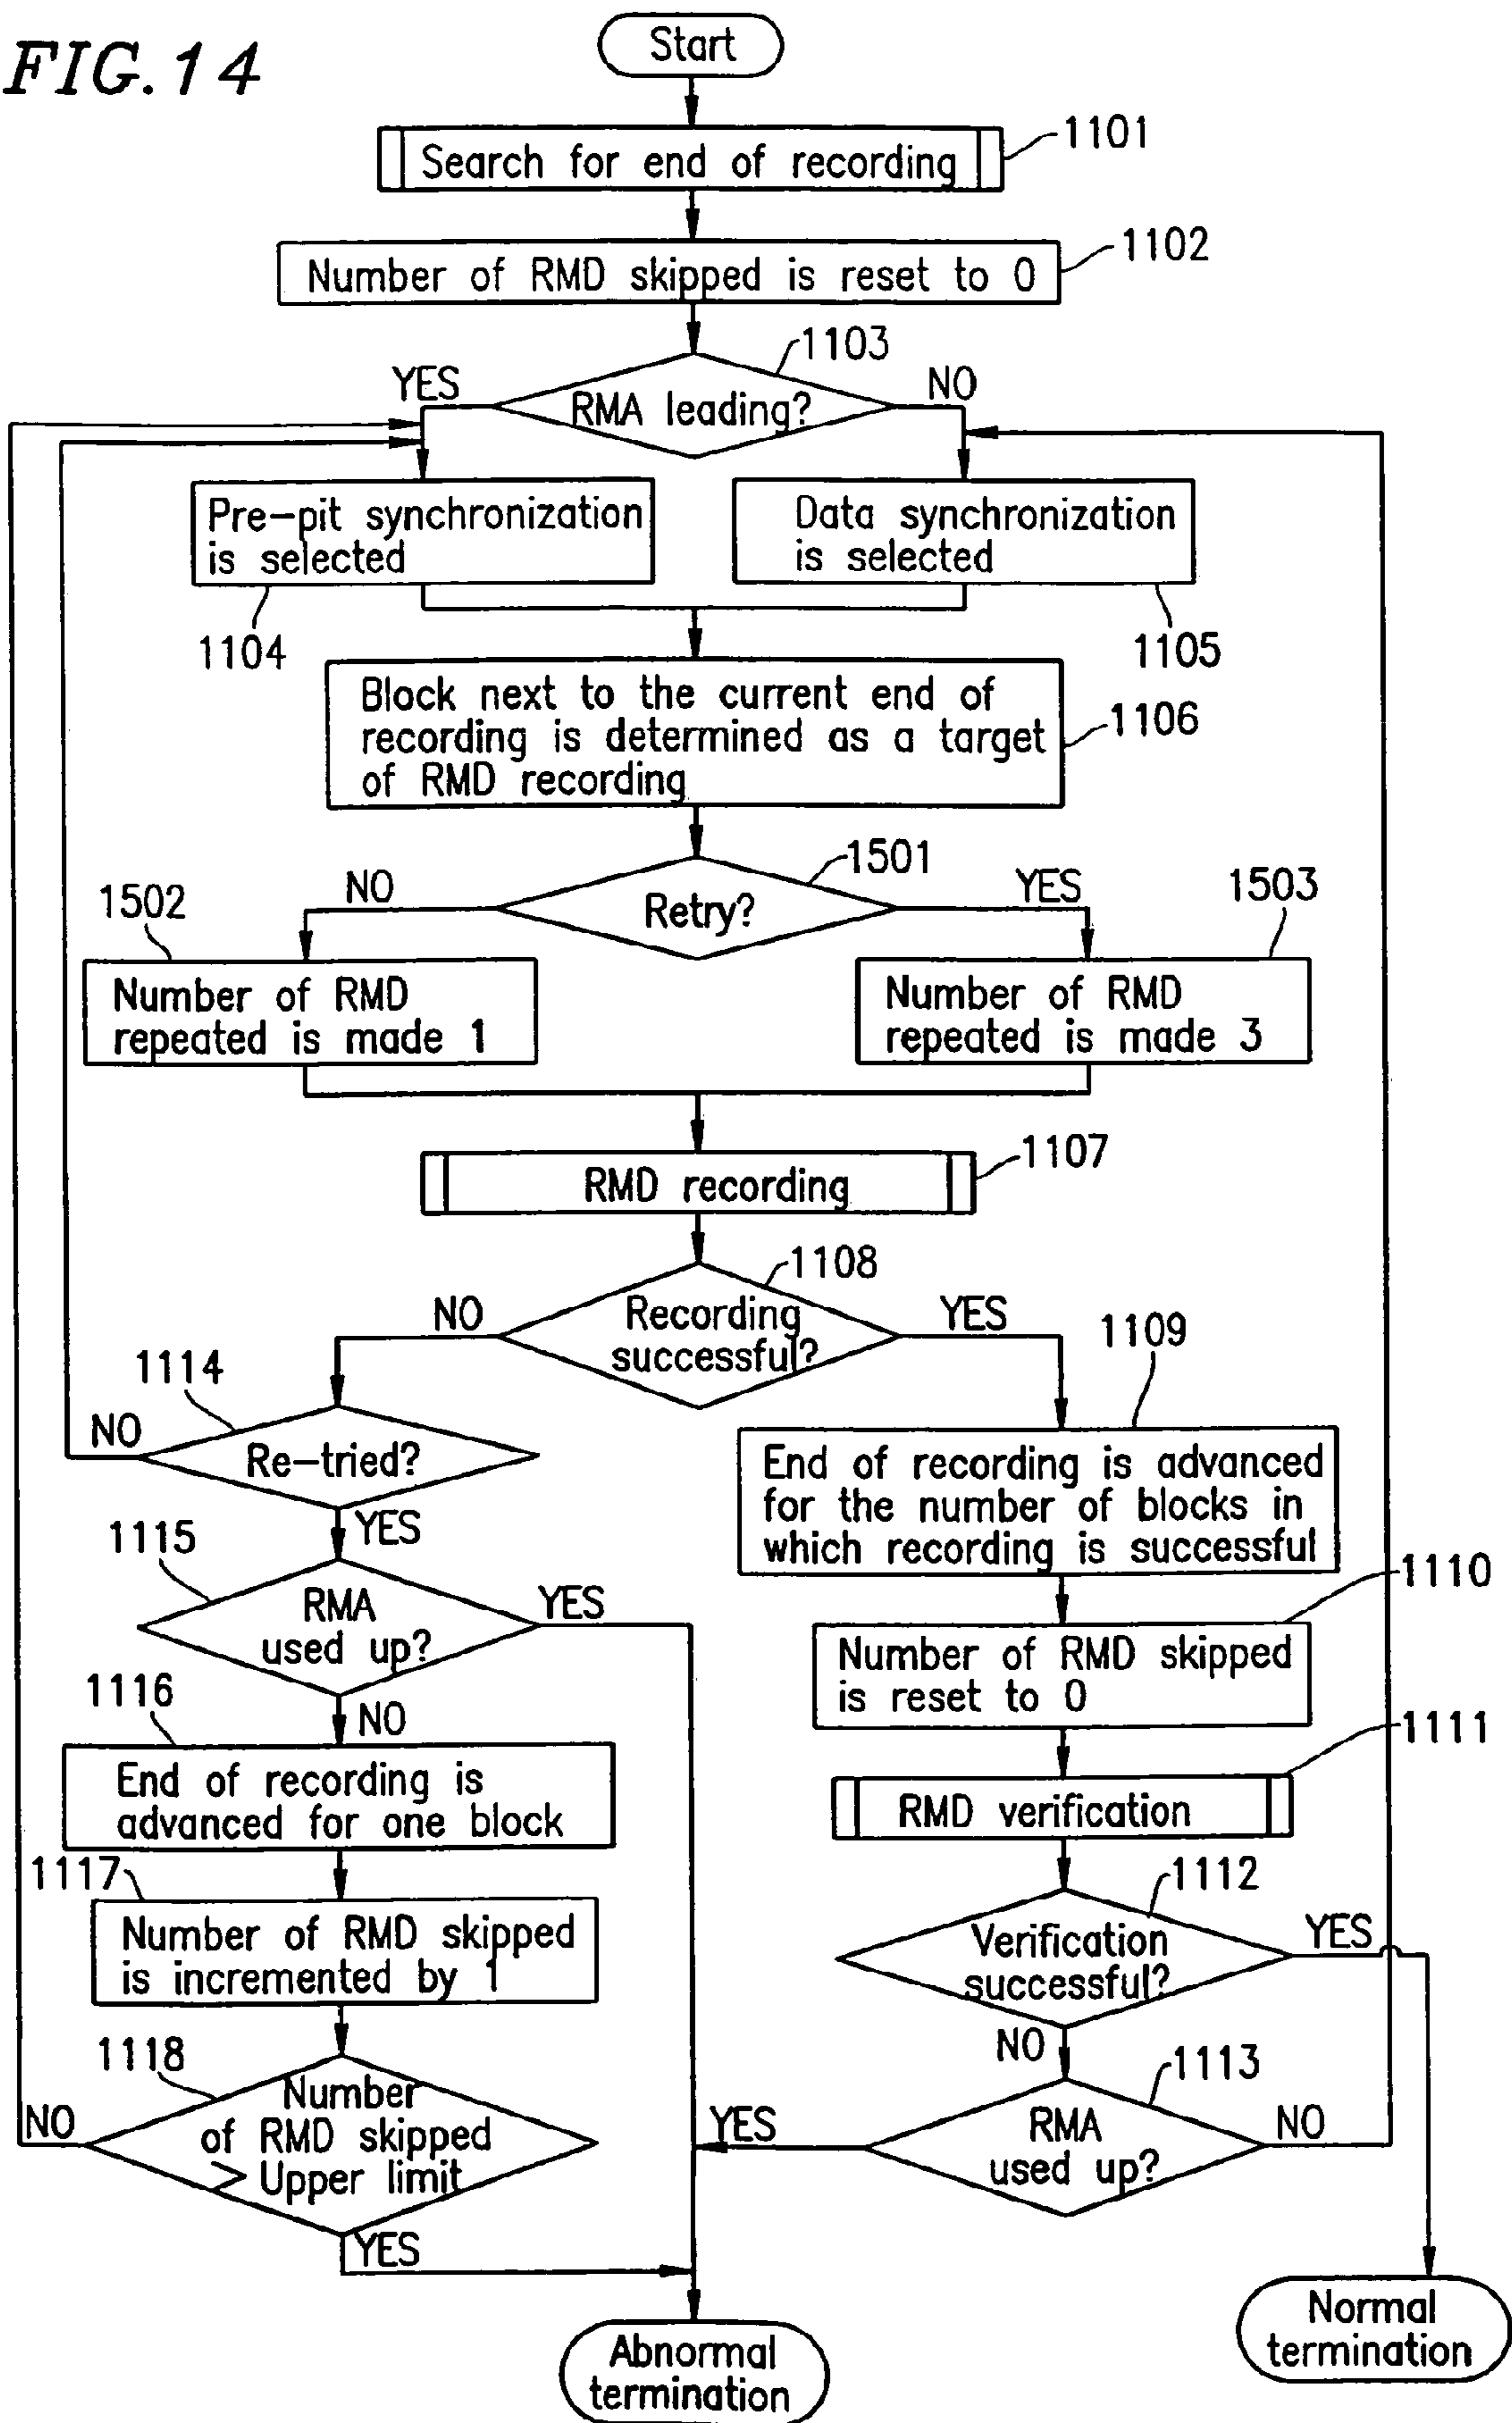 FIG. 14
Start
Search for end of recording
1101
Number of RMD skipped is reset to 0
1102
1103
YES
NO
RMA leading?
Pre-pit synchronization
is selected
Data synchronization
is selected
1104
1105
Block next to the current end of
recording is determined as a target
of RMD recording
1106
1501
NO
YES
Retry?
1502
1503
Number of RMD
repeated is made 1
Number of RMD
repeated is made 3
1107
RMD recording
1108
NO
YES
Recording
successful?
1109
1114
NO
Re-tried?
YES
End of recording is advanced
for the number of blocks in
which recording is successful
1115
RMA
used up?
YES
1110
Number of RMD skipped
is reset to 0
1116
NO
1111
End of recording is
advanced for one block
RMD verification
1117
1112
Number of RMD skipped
is incremented by 1
Verification
successful?
YES
NO
1118
1113
Number
of RMD skipped
> Upper limit
NO
YES
RMA
used up?
YES
NO
Abnormal
termination
Normal
termination